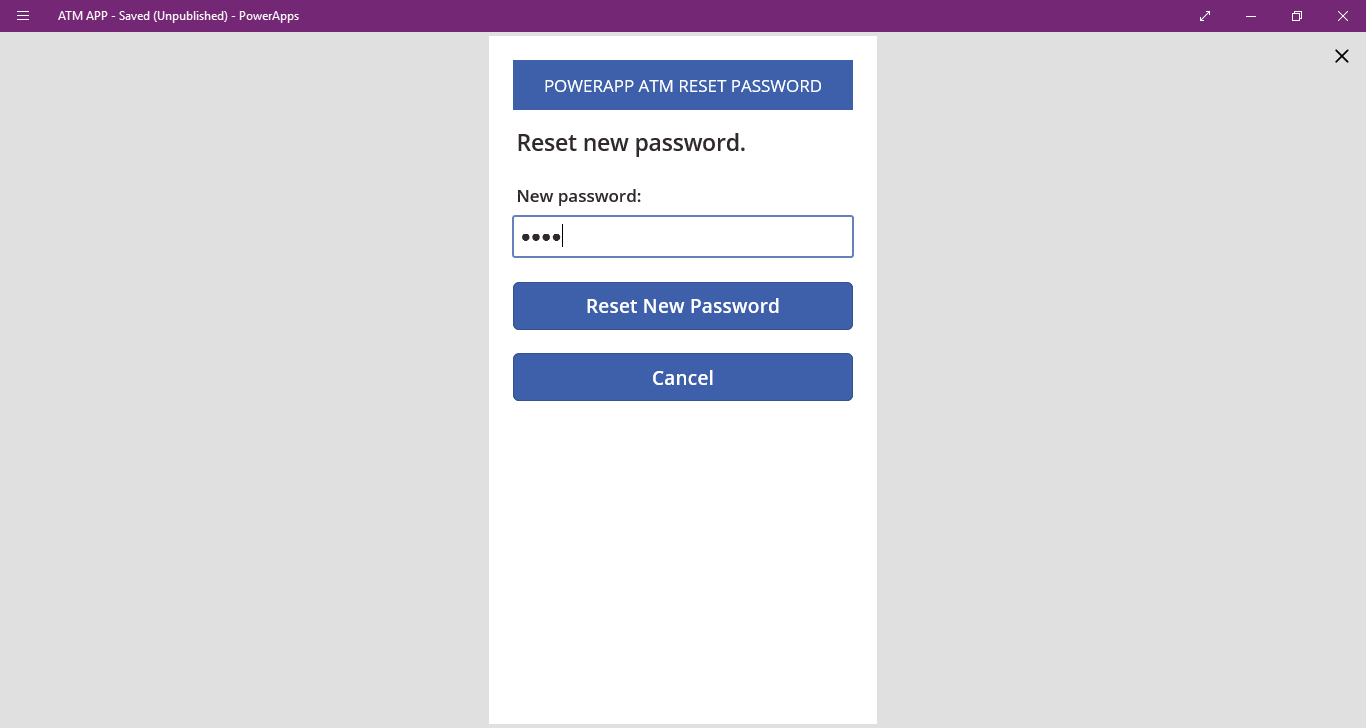 ATM APP - Saved (Unpublished) - PowerApps
POWERAPP ATM RESET PASSWORD
Reset new password.
New password:
●●●●
Reset New Password
Cancel